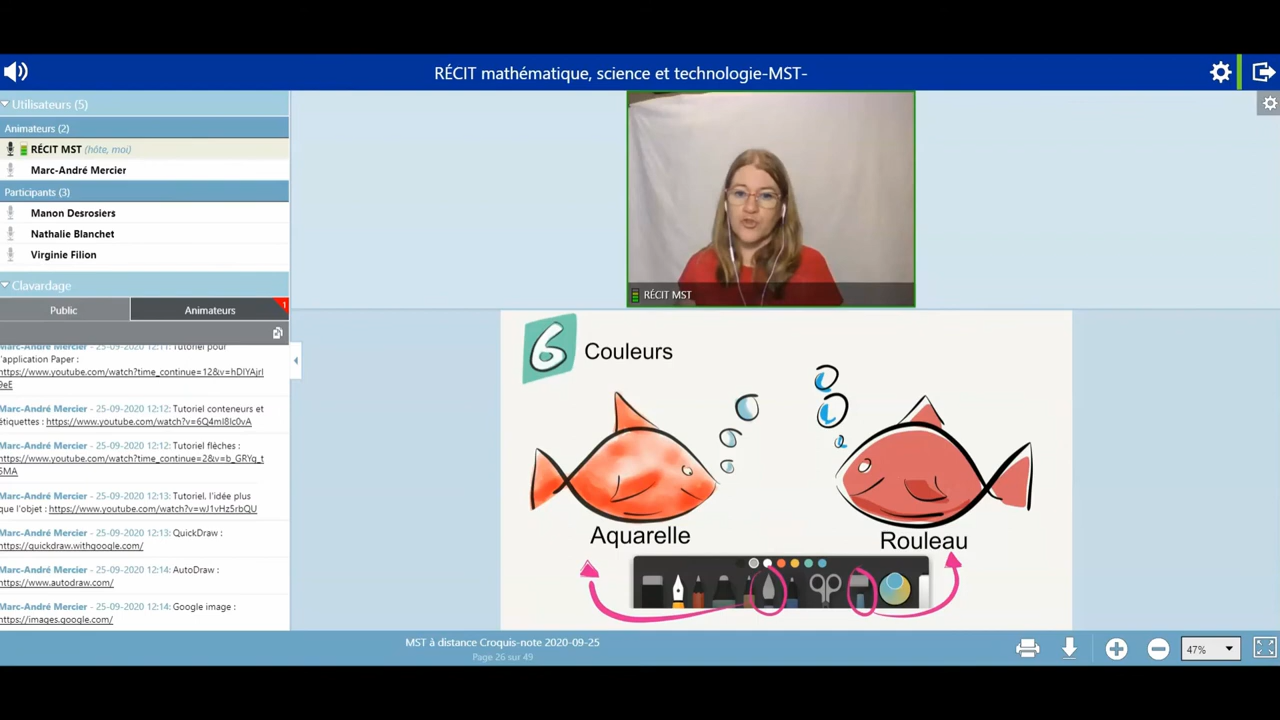 RÉCIT mathématique, science et technologie-MST-
Utilisateurs (5)
Animateurs (2)
RÉCIT MST (hôte, moi)
Marc-André Mercier
Participants (3)
Manon Desrosiers
Nathalie Blanchet
Virginie Filion
Clavardage
Public
Animateurs
1
Marc-André Mercier - 25-09-2020 12:11: Tutoriel pour
l'application Paper :
https://www.youtube.com/watch?time_continue=12&v=hDIYAjrI
9eE
Marc-André Mercier - 25-09-2020 12:12: Tutoriel conteneurs et
étiquettes : https://www.youtube.com/watch?v=6Q4mI8Ic0vA
Marc-André Mercier - 25-09-2020 12:12: Tutoriel flèches :
https://www.youtube.com/watch?time_continue=2&v=b_GRYq_t
SMA
Marc-André Mercier - 25-09-2020 12:13: Tutoriel, l'idée plus
que l'objet : https://www.youtube.com/watch?v=wJ1vHz5rbQU
Marc-André Mercier - 25-09-2020 12:13: QuickDraw :
https://quickdraw.withgoogle.com/
Marc-André Mercier - 25-09-2020 12:14: AutoDraw :
https://www.autodraw.com/
Marc-André Mercier - 25-09-2020 12:14: Google image :
https://images.google.com/
RÉCIT MST
6 Couleurs
Aquarelle
Rouleau
MST à distance Croquis-note 2020-09-25
Page 26 sur 49
47%